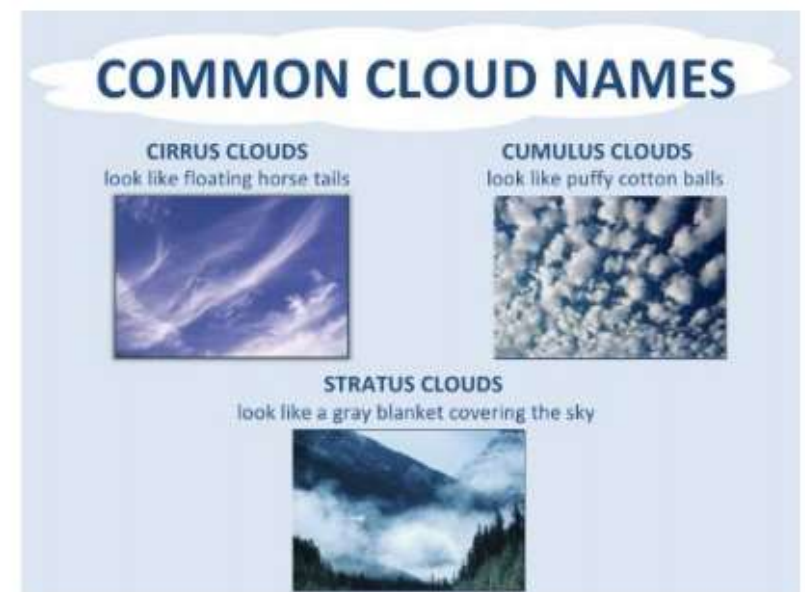 COMMON CLOUD NAMES
CIRRUS CLOUDS
look like floating horse tails
CUMULUS CLOUDS
look like puffy cotton balls
STRATUS CLOUDS
look like a gray blanket covering the sky